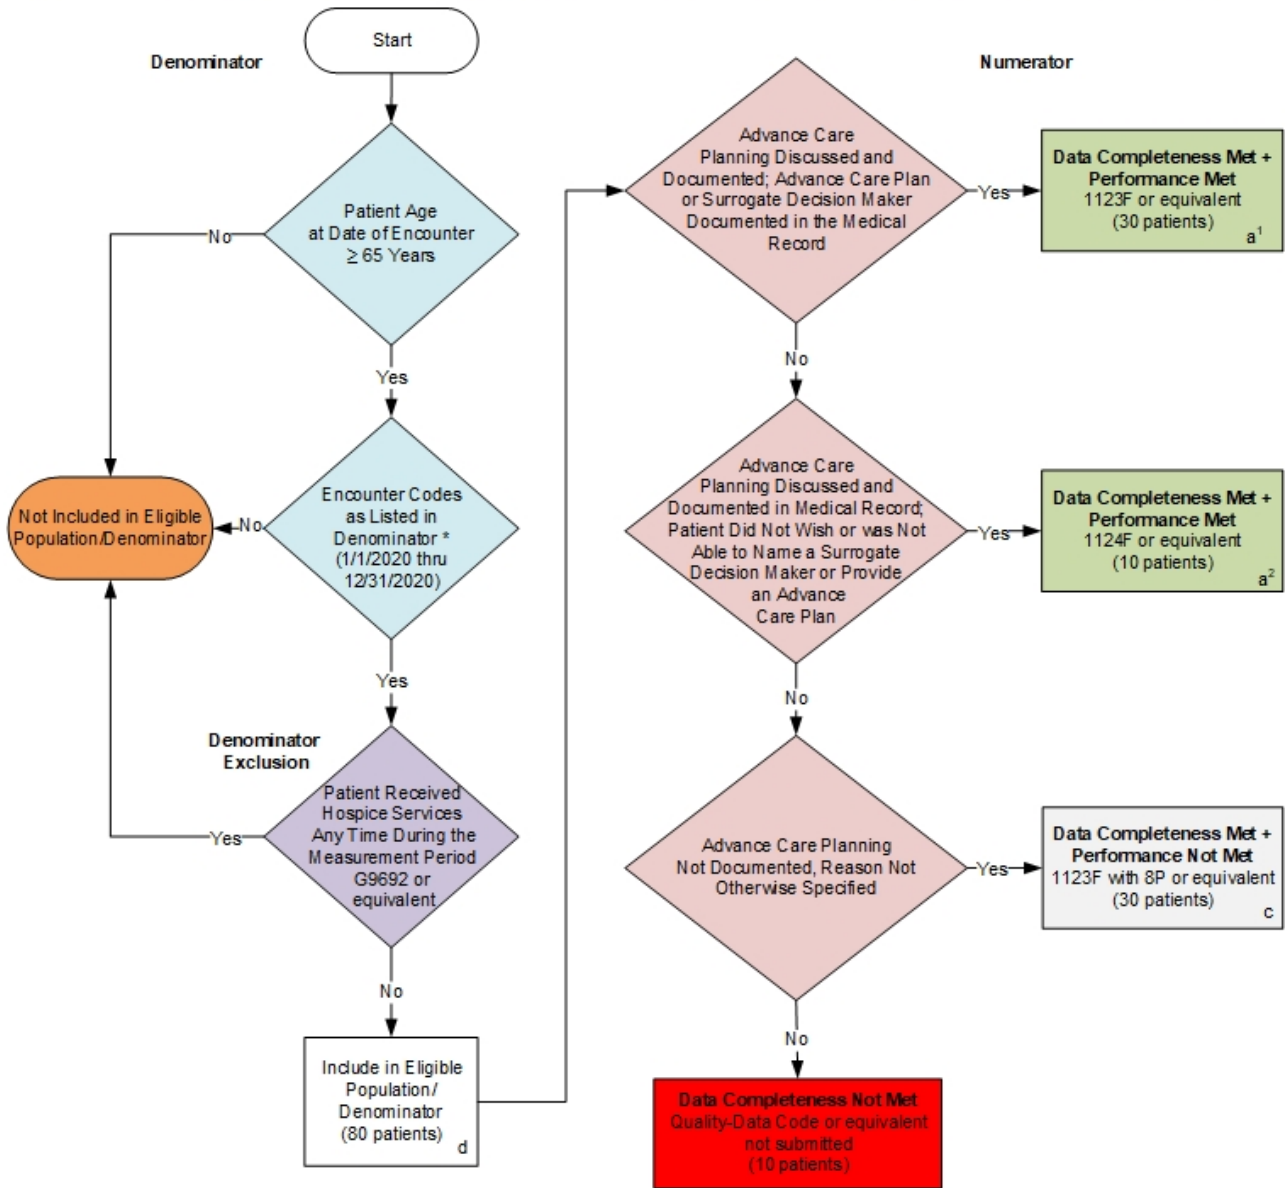 Start
Denominator
Patient Age
at Date of Encounter
≥ 65 Years
No
Yes
Encounter Codes
as Listed in
Denominator *
(1/1/2020 thru
12/31/2020)
No
Not Included in Eligible
Population/Denominator
Yes
Denominator
Exclusion
Patient Received
Hospice Services
Any Time During the
Measurement Period
G9692 or
equivalent
Yes
No
Include in Eligible
Population/
Denominator
(80 patients)
d
Numerator
Advance Care
Planning Discussed and
Documented; Advance Care Plan
or Surrogate Decision Maker
Documented in the Medical
Record
Yes
Data Completeness Met +
Performance Met
1123F or equivalent
(30 patients)
a¹
No
Advance Care
Planning Discussed and
Documented in Medical Record;
Patient Did Not Wish or was Not
Able to Name a Surrogate
Decision Maker or Provide
an Advance
Care Plan
Yes
Data Completeness Met +
Performance Met
1124F or equivalent
(10 patients)
a²
No
Advance Care Planning
Not Documented, Reason Not
Otherwise Specified
Yes
Data Completeness Met +
Performance Not Met
1123F with 8P or equivalent
(30 patients)
c
No
Data Completeness Not Met
Quality-Data Code or equivalent
not submitted
(10 patients)